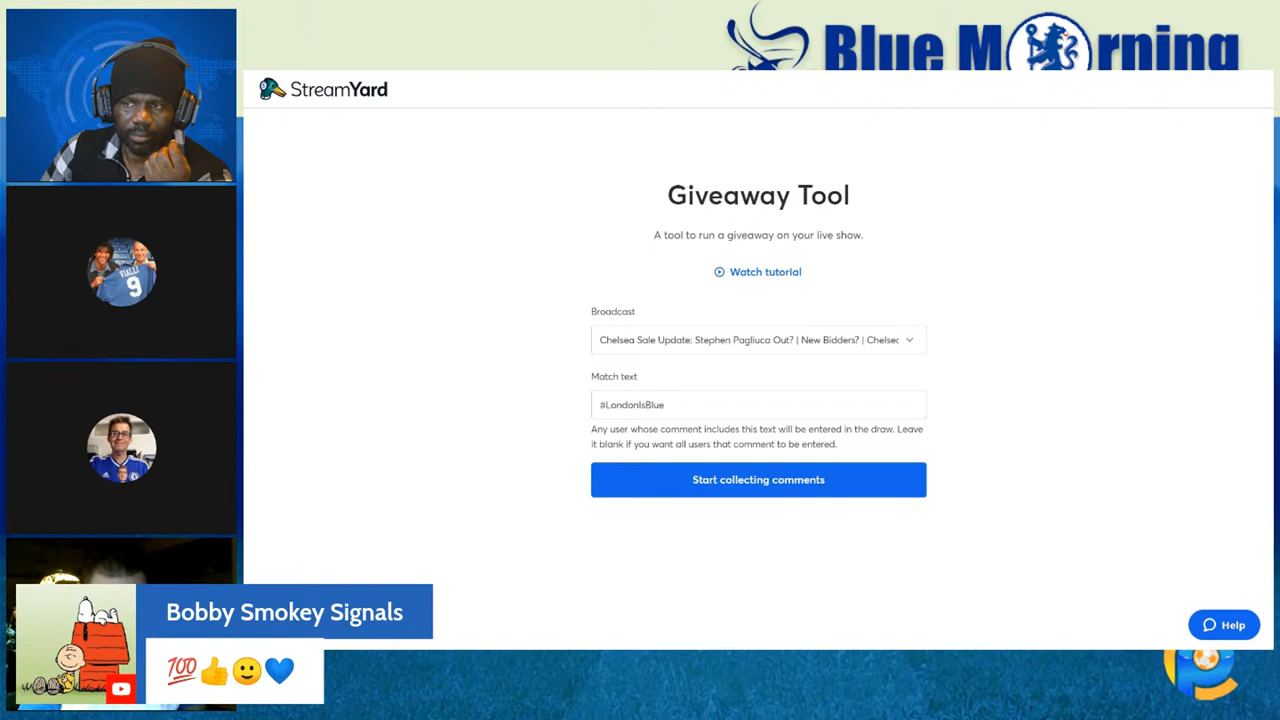 Blue M rning
StreamYard
Giveaway Tool
A tool to run a giveaway on your live show.
Watch tutorial
Broadcast
Chelsea Sale Update: Stephen Pagliuca Out? | New Bidders? | Chelsea
Match text
#LondonIsBlue
Any user whose comment includes this text will be entered in the draw. Leave
it blank if you want all users that comment to be entered.
Start collecting comments
VIALLI
9
Bobby Smokey Signals
💯👍🙂💙
Help